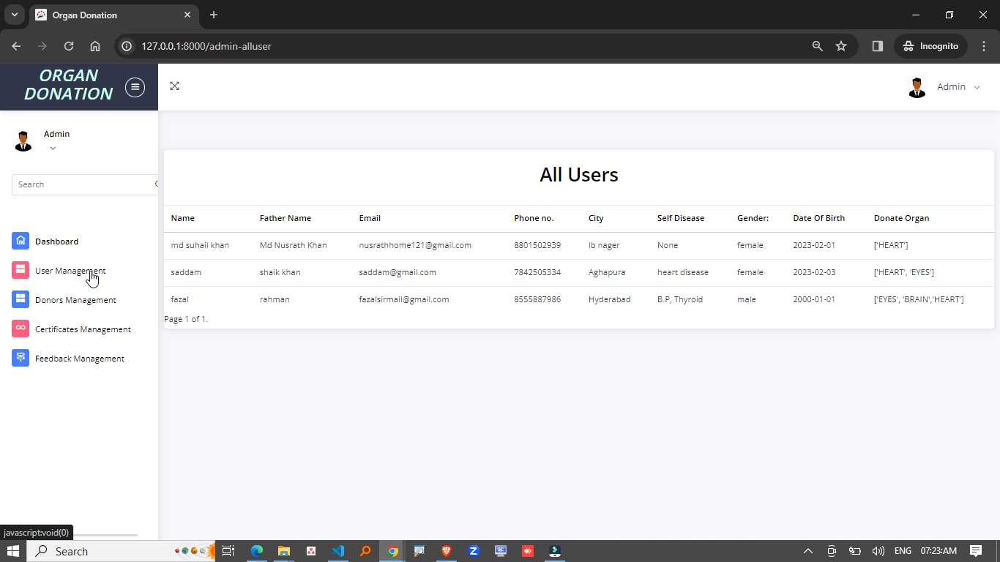 Organ Donation
127.0.0.1:8000/admin-alluser
Incognito
ORGAN
DONATION
Admin
Admin
Search
Dashboard
User Management
Donors Management
Certificates Management
Feedback Management
All Users
Name Father Name Email Phone no. City Self Disease Gender: Date Of Birth Donate Organ
md suhail khan Md Nusrath Khan nusrathhome121@gmail.com 8801502939 lb nager None female 2023-02-01 ['HEART']
saddam shaik khan saddam@gmail.com 7842505334 Aghapura heart disease female 2023-02-03 ['HEART', 'EYES']
fazal rahman fazalsirmail@gmail.com 8555887986 Hyderabad B.P, Thyroid male 2000-01-01 ['EYES', 'BRAIN','HEART']
Page 1 of 1.
javascript:void(0)
Search
ENG 07:23AM